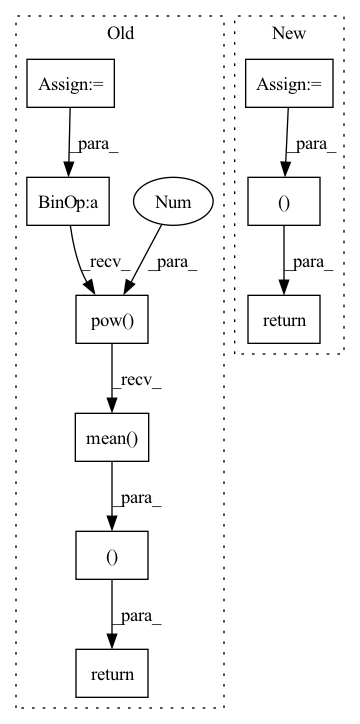 Old
New
Assign:=
Assign:=
_para_
_para_
BinOp:a
Num
()
_recv_
_para_
_para_
pow()
return
_recv_
mean()
_para_
()
_para_
return